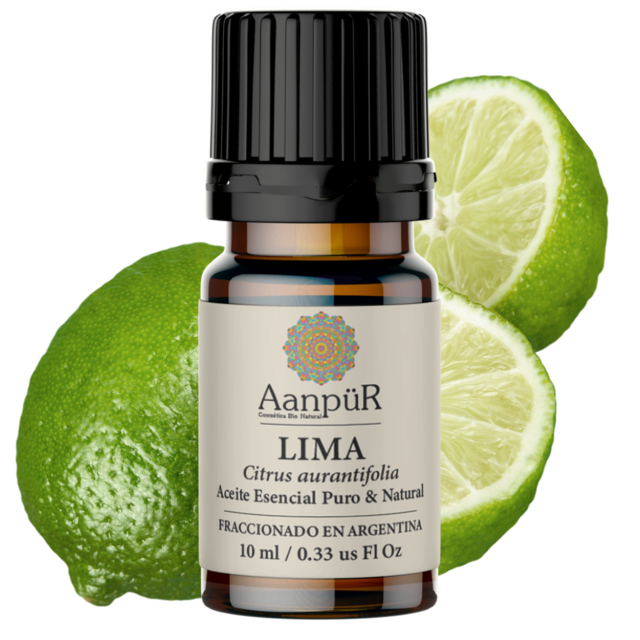 AanpüR
Cosmética Bio Natural
LIMA
Citrus aurantifolia
Aceite Esencial Puro & Natural
FRACCIONADO EN ARGENTINA
10 ml / 0.33 us Fl Oz